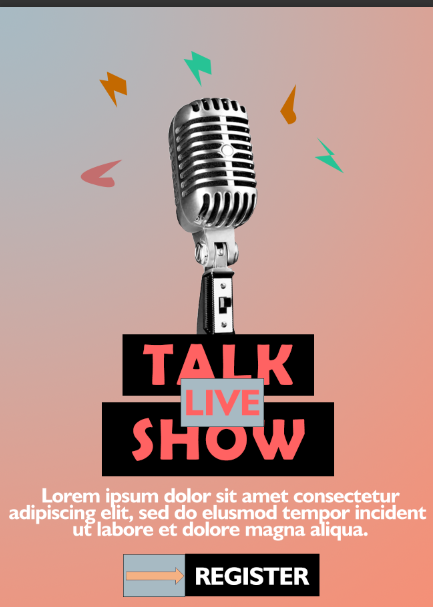 TALK
LIVE
SHOW
Lorem ipsum dolor sit amet consectetur
adipiscing elit, sed do eiusmod tempor incident
ut labore et dolore magna aliqua.
REGISTER